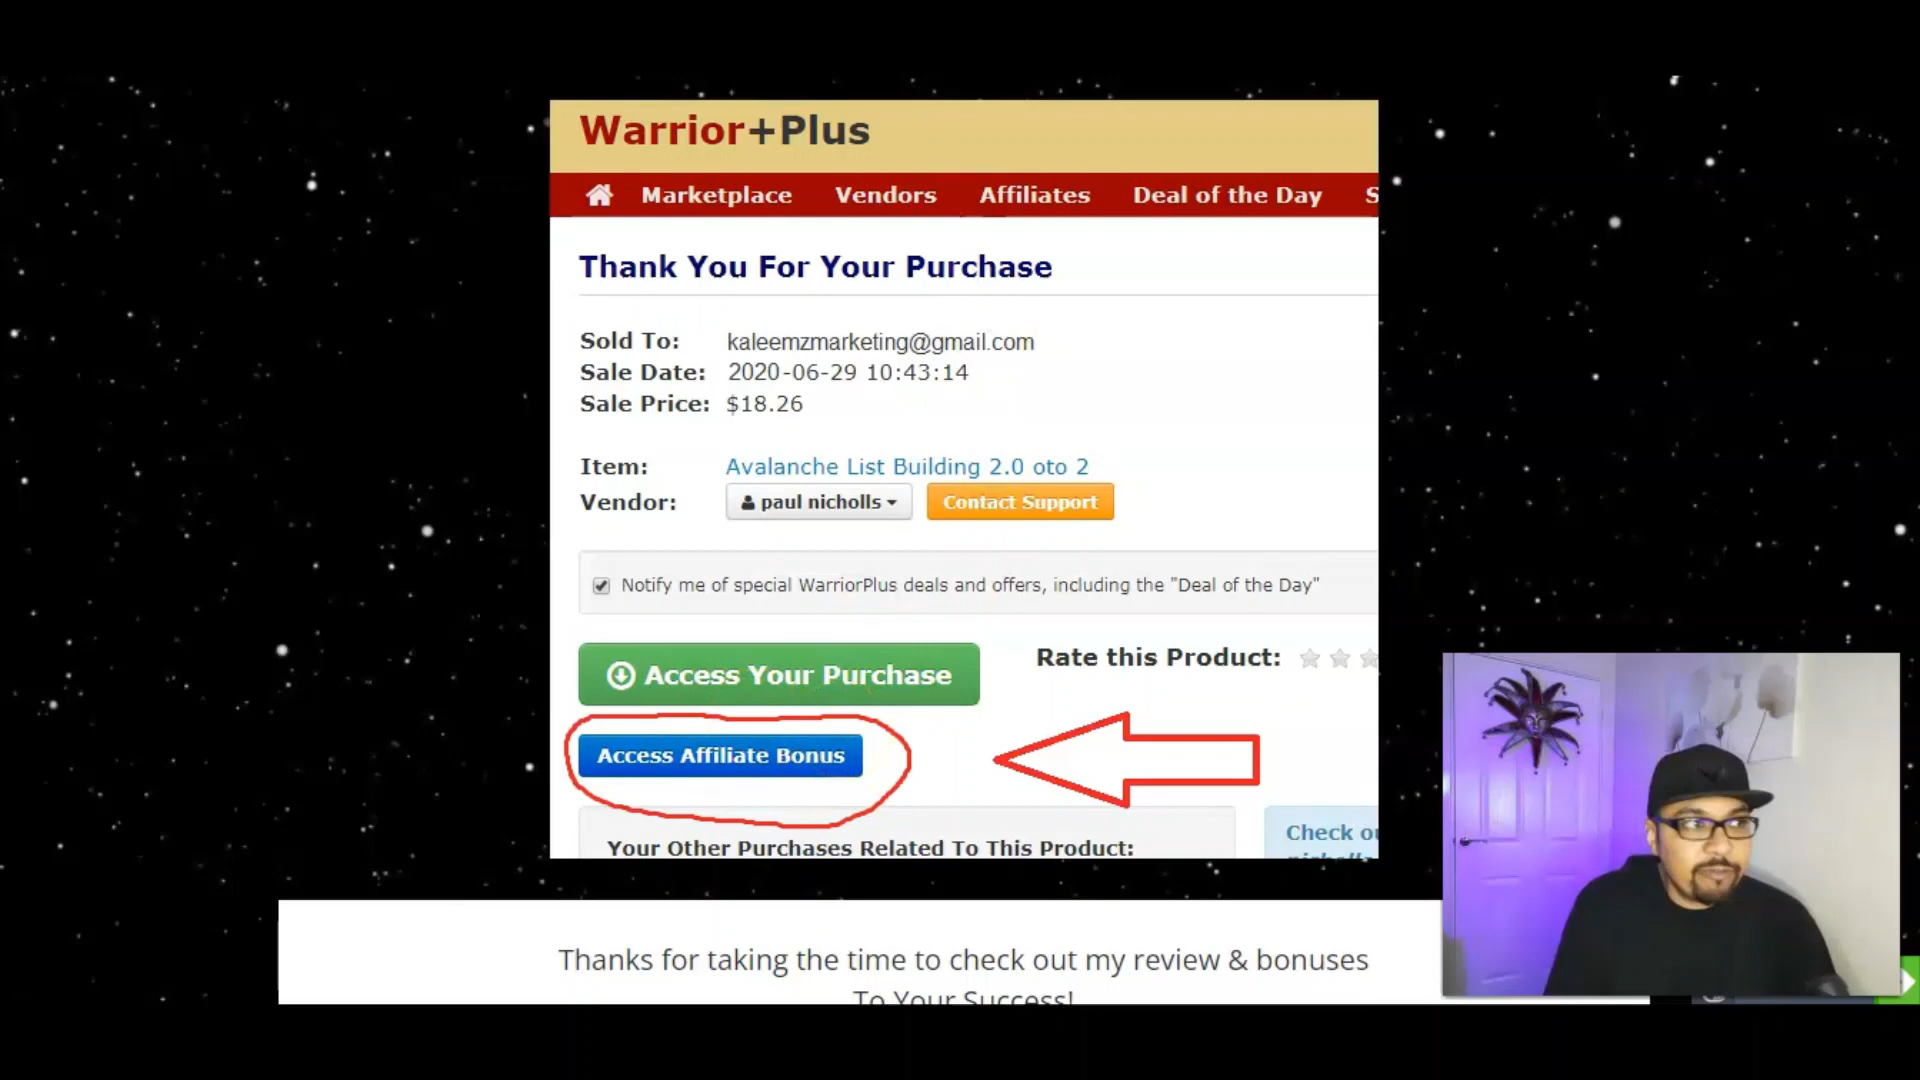 Warrior+Plus
Marketplace Vendors Affiliates Deal of the Day S
Thank You For Your Purchase
Sold To: kaleemzmarketing@gmail.com
Sale Date: 2020-06-29 10:43:14
Sale Price: $18.26
Item: Avalanche List Building 2.0 oto 2
Vendor: paul nicholls Contact Support
Notify me of special WarriorPlus deals and offers, including the "Deal of the Day"
Access Your Purchase Rate this Product:
Access Affiliate Bonus
Your Other Purchases Related To This Product:
Check ou
Thanks for taking the time to check out my review & bonuses
To Your Success!